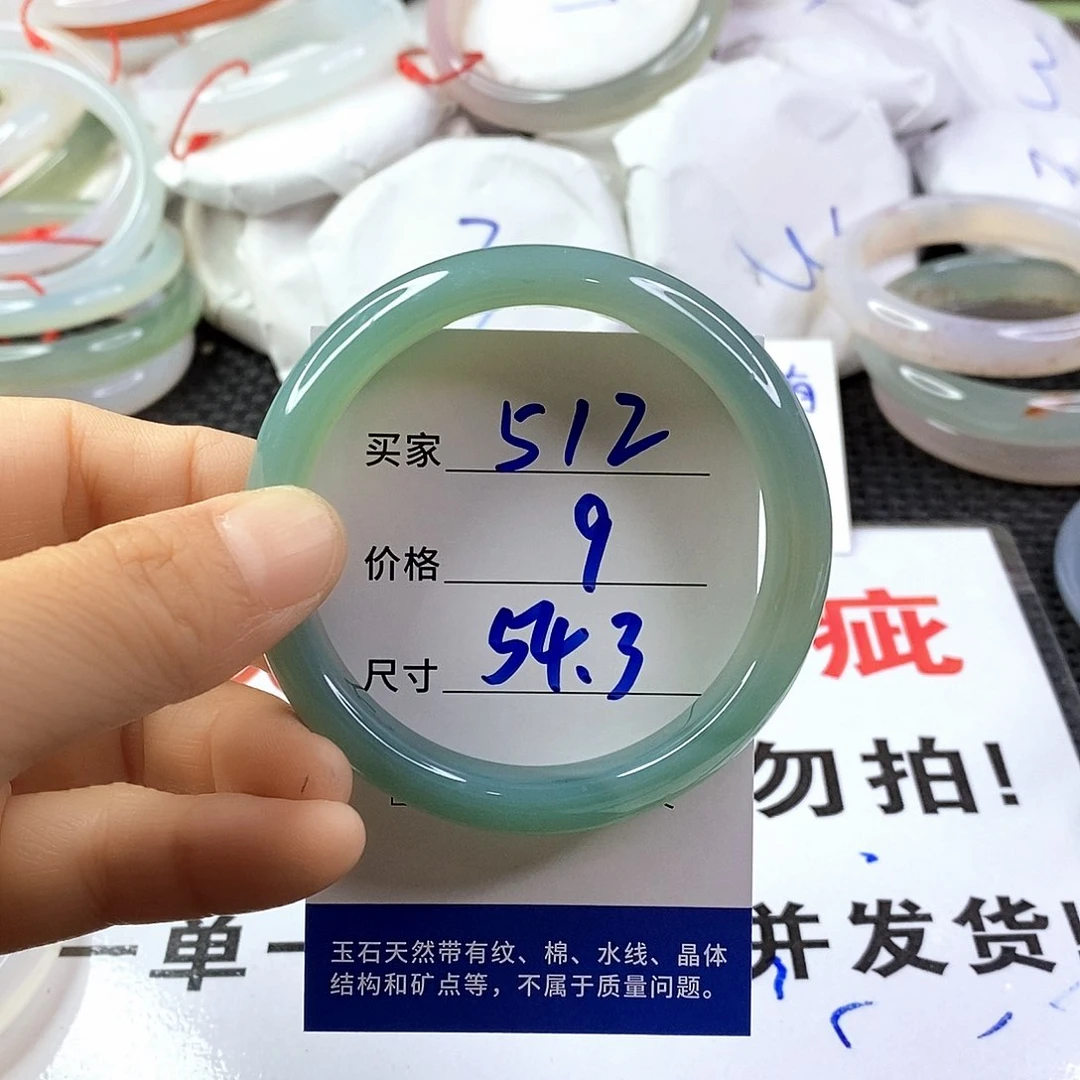 买家 512
价格 9
尺寸 54.3
疵
勿拍!
一单一
并发货!
玉石天然带有纹、棉、水线、晶体
结构和矿点等，不属于质量问题。